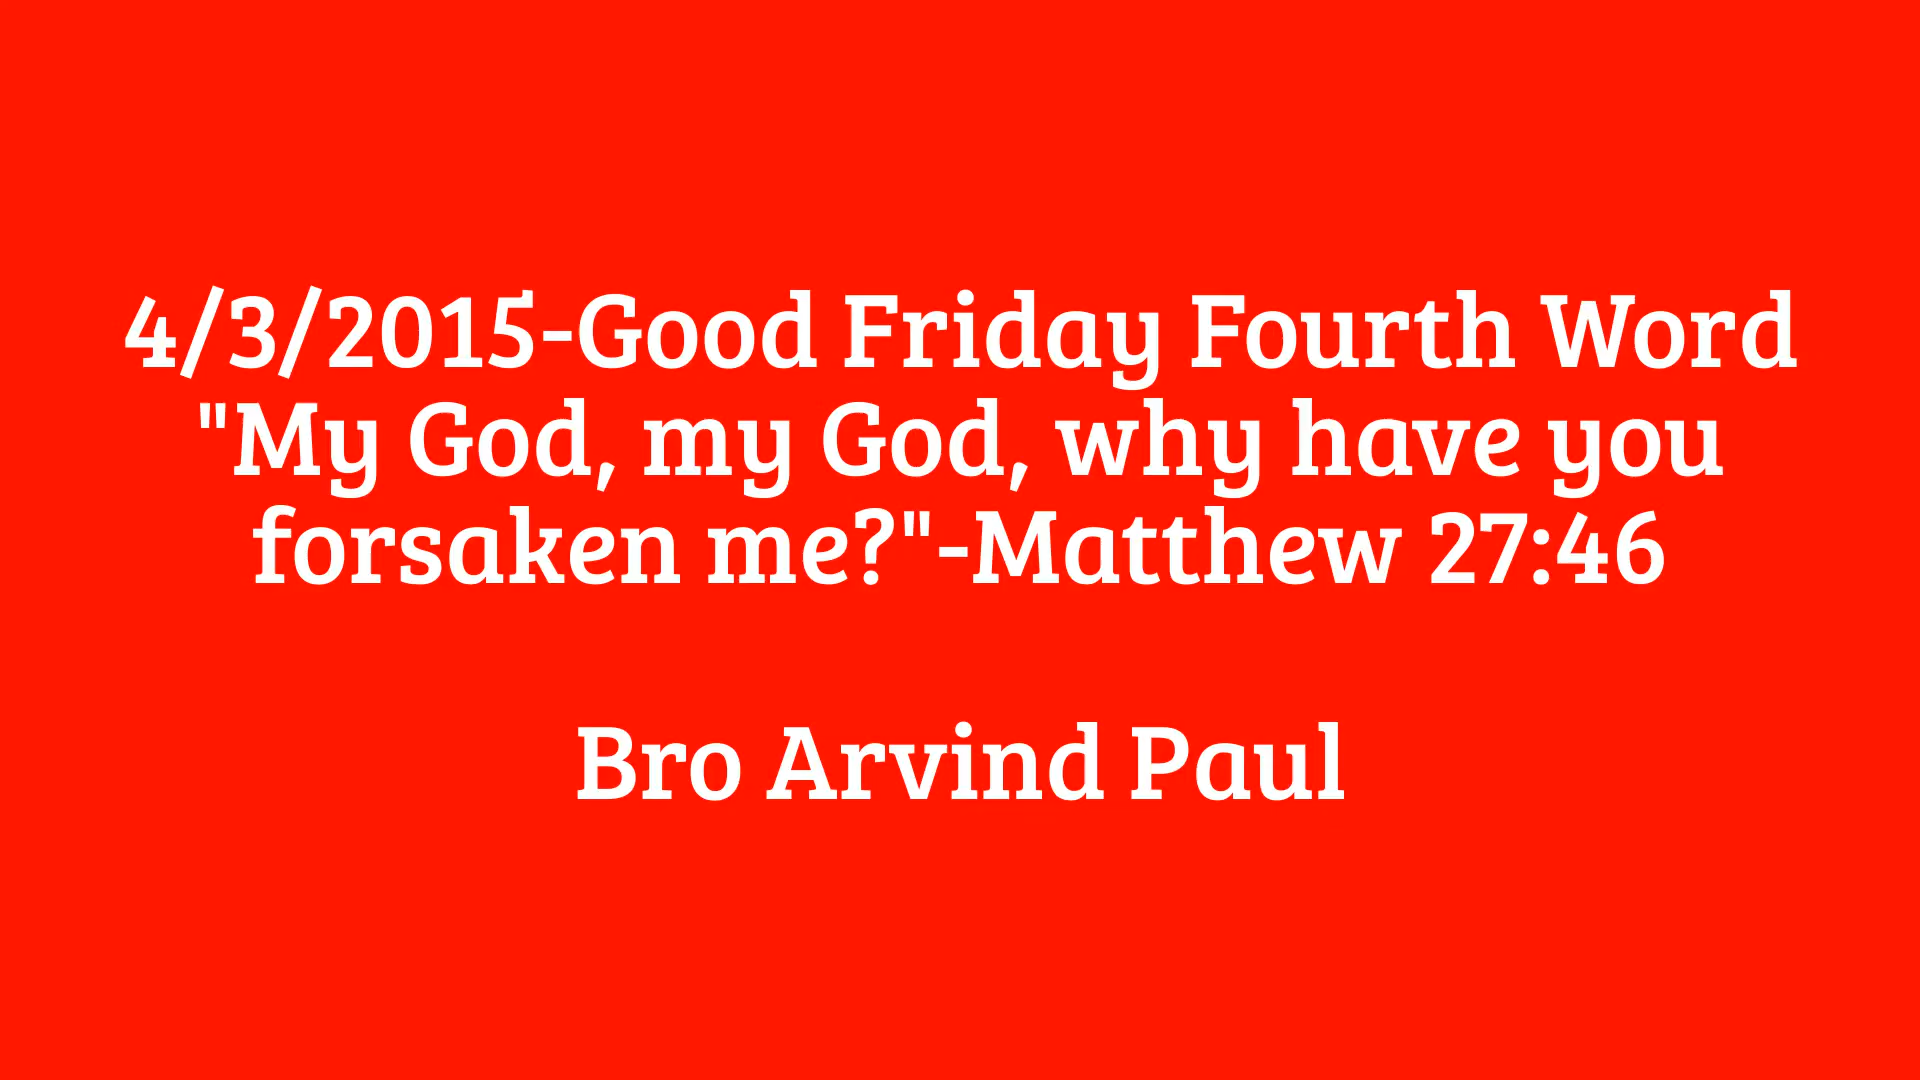 4/3/2015-Good Friday Fourth Word
"My God, my God, why have you
forsaken me?"-Matthew 27:46
Bro Arvind Paul